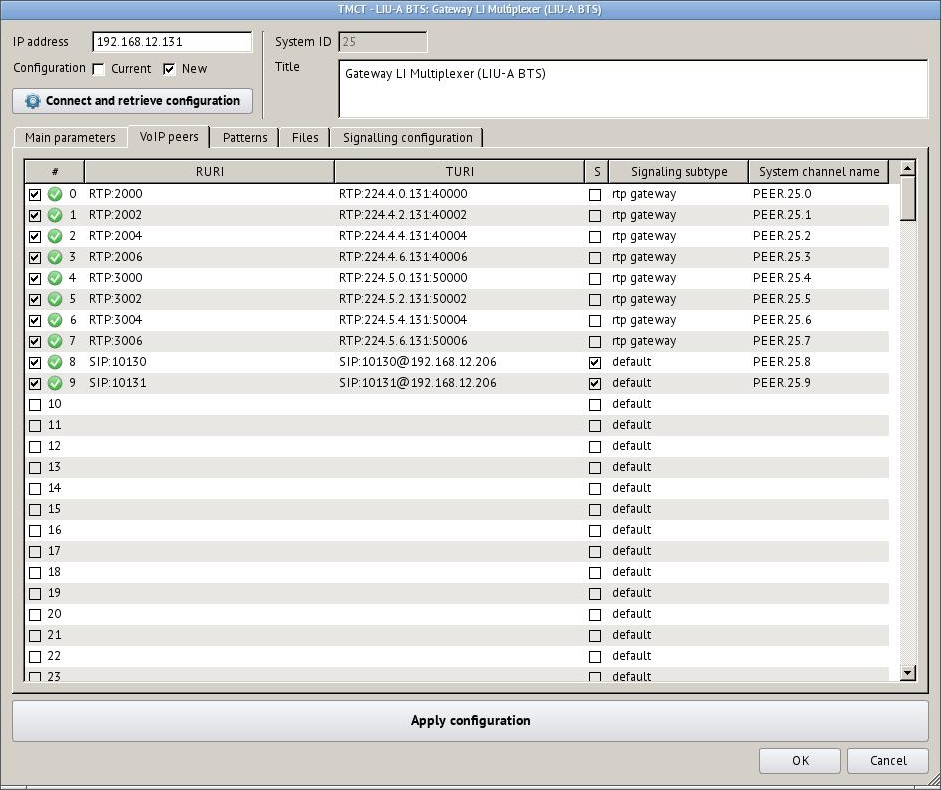 TMCT - LIU-A BTS: Gateway LI Multiplexer (LIU-A BTS)
IP address 192.168.12.131 System ID 25
Configuration Current New Title Gateway LI Multiplexer (LIU-A BTS)
Connect and retrieve configuration
Main parameters VoIP peers Patterns Files Signalling configuration
# RURI TURI S Signaling subtype System channel name
0 RTP:2000 RTP:224.4.0.131:40000 rtp gateway PEER.25.0
1 RTP:2002 RTP:224.4.2.131:40002 rtp gateway PEER.25.1
2 RTP:2004 RTP:224.4.4.131:40004 rtp gateway PEER.25.2
3 RTP:2006 RTP:224.4.6.131:40006 rtp gateway PEER.25.3
4 RTP:3000 RTP:224.5.0.131:50000 rtp gateway PEER.25.4
5 RTP:3002 RTP:224.5.2.131:50002 rtp gateway PEER.25.5
6 RTP:3004 RTP:224.5.4.131:50004 rtp gateway PEER.25.6
7 RTP:3006 RTP:224.5.6.131:50006 rtp gateway PEER.25.7
8 SIP:10130 SIP:10130@192.168.12.206 default PEER.25.8
9 SIP:10131 SIP:10131@192.168.12.206 default PEER.25.9
10 default
11 default
12 default
13 default
14 default
15 default
16 default
17 default
18 default
19 default
20 default
21 default
22 default
23 default
Apply configuration
OK Cancel